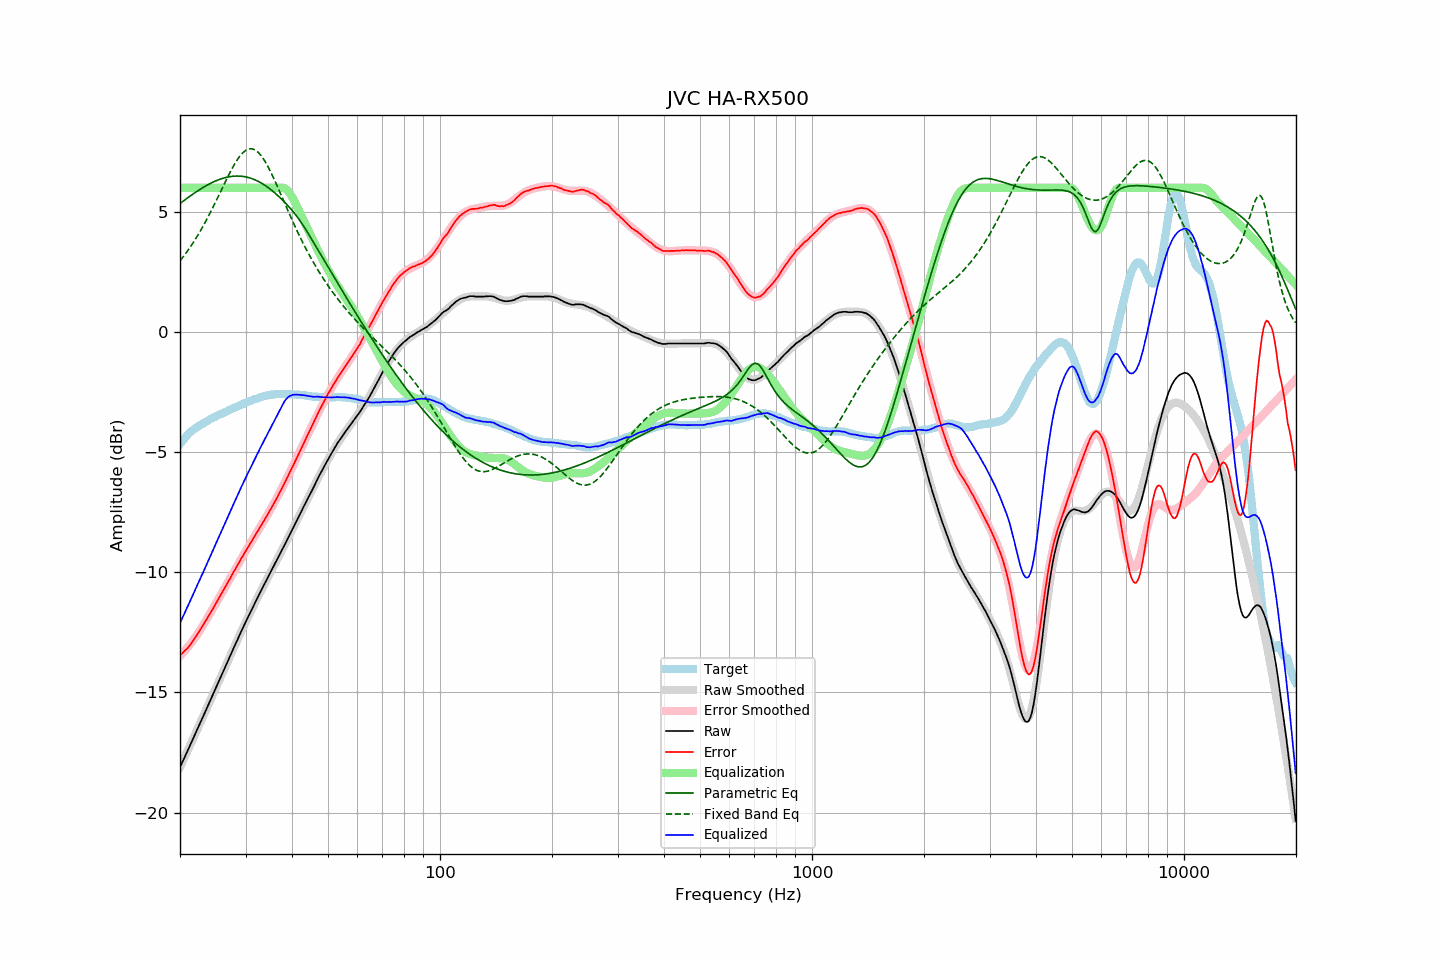 JVC HA-RX500
Amplitude (dBr)
5
0
−5
−10
−15
−20
Target
Raw Smoothed
Error Smoothed
Raw
Error
Equalization
Parametric Eq
Fixed Band Eq
Equalized
100
1000
10000
Frequency (Hz)